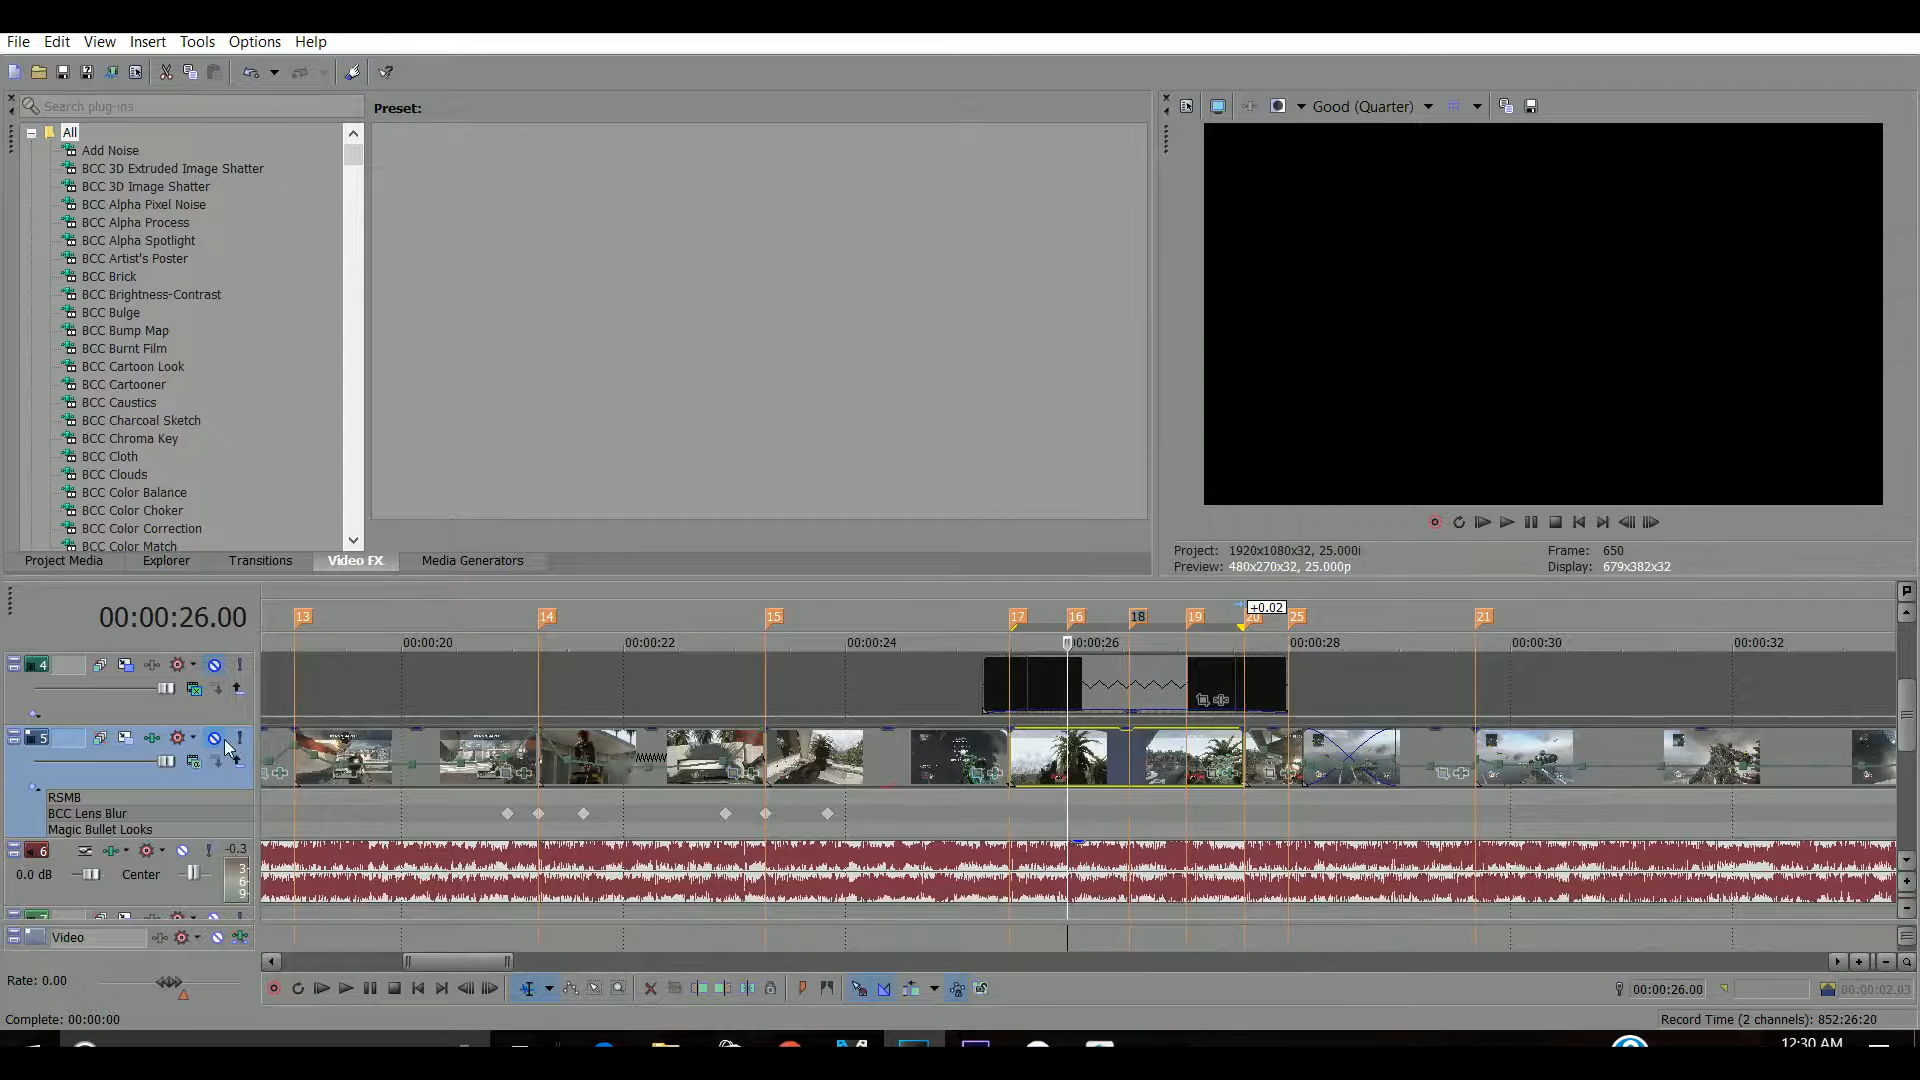 File Edit View Insert Tools Options Help
Search plug-ins
Preset:
Good (Quarter)
All
Add Noise
BCC 3D Extruded Image Shatter
BCC 3D Image Shatter
BCC Alpha Pixel Noise
BCC Alpha Process
BCC Alpha Spotlight
BCC Artist's Poster
BCC Brick
BCC Brightness-Contrast
BCC Bulge
BCC Bump Map
BCC Burnt Film
BCC Cartoon Look
BCC Cartooner
BCC Caustics
BCC Charcoal Sketch
BCC Chroma Key
BCC Cloth
BCC Clouds
BCC Color Balance
BCC Color Choker
BCC Color Correction
BCC Color Match
Project Media Explorer Transitions Video FX Media Generators
Project: 1920x1080x32, 25.000i Frame: 650
Preview: 480x270x32, 25.000p Display: 679x382x32
00:00:26.00
13 14 15 17 16 18 19 +0.02 20 25 21
00:00:20 00:00:22 00:00:24 00:00:26 00:00:28 00:00:30 00:00:32
4
5
RSMB
BCC Lens Blur
Magic Bullet Looks
6 -0.3
0.0 dB Center 3 6 9
7
Video
Rate: 0.00
00:00:26.00 00:00:02.03
Complete: 00:00:00 Record Time (2 channels): 852:26:20
12:30 AM